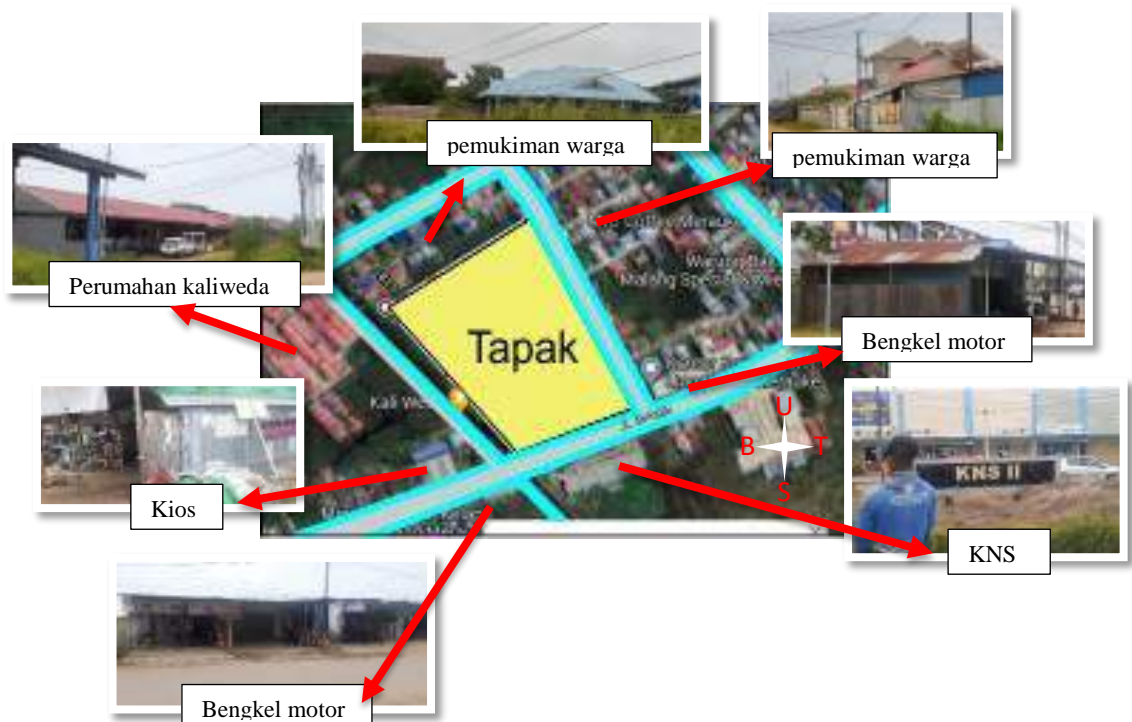 pemukiman warga
pemukiman warga
Perumahan kaliweda
Tapak
Bengkel motor
Kios
U
B
T
S
KNS II
KNS
Bengkel motor